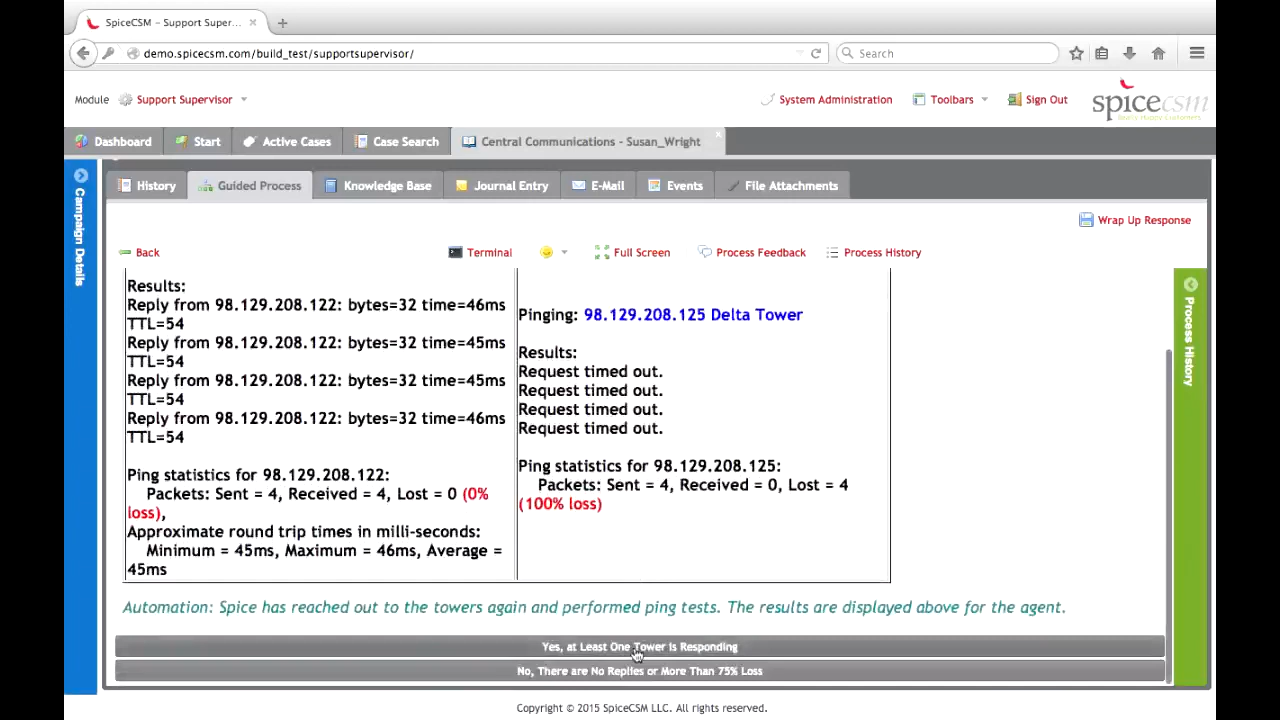 SpiceCSM – Support Super...
demo.spicecsm.com/build_test/supportsupervisor/
Search
Module
Support Supervisor
System Administration
Toolbars
Sign Out
spicecsm
Really Happy Customers
Dashboard
Start
Active Cases
Case Search
Central Communications - Susan_Wright
Campaign Details
History
Guided Process
Knowledge Base
Journal Entry
E-Mail
Events
File Attachments
Wrap Up Response
Back
Terminal
Full Screen
Process Feedback
Process History
Results:
Reply from 98.129.208.122: bytes=32 time=46ms
TTL=54
Reply from 98.129.208.122: bytes=32 time=45ms
TTL=54
Reply from 98.129.208.122: bytes=32 time=45ms
TTL=54
Reply from 98.129.208.122: bytes=32 time=46ms
TTL=54
Ping statistics for 98.129.208.122:
Packets: Sent = 4, Received = 4, Lost = 0 (0%
loss),
Approximate round trip times in milli-seconds:
Minimum = 45ms, Maximum = 46ms, Average =
45ms
Pinging: 98.129.208.125 Delta Tower
Results:
Request timed out.
Request timed out.
Request timed out.
Request timed out.
Ping statistics for 98.129.208.125:
Packets: Sent = 4, Received = 0, Lost = 4
(100% loss)
Process History
Automation: Spice has reached out to the towers again and performed ping tests. The results are displayed above for the agent.
Yes, at Least One Tower is Responding
No, There are No Replies or More Than 75% Loss
Copyright © 2015 SpiceCSM LLC. All rights reserved.